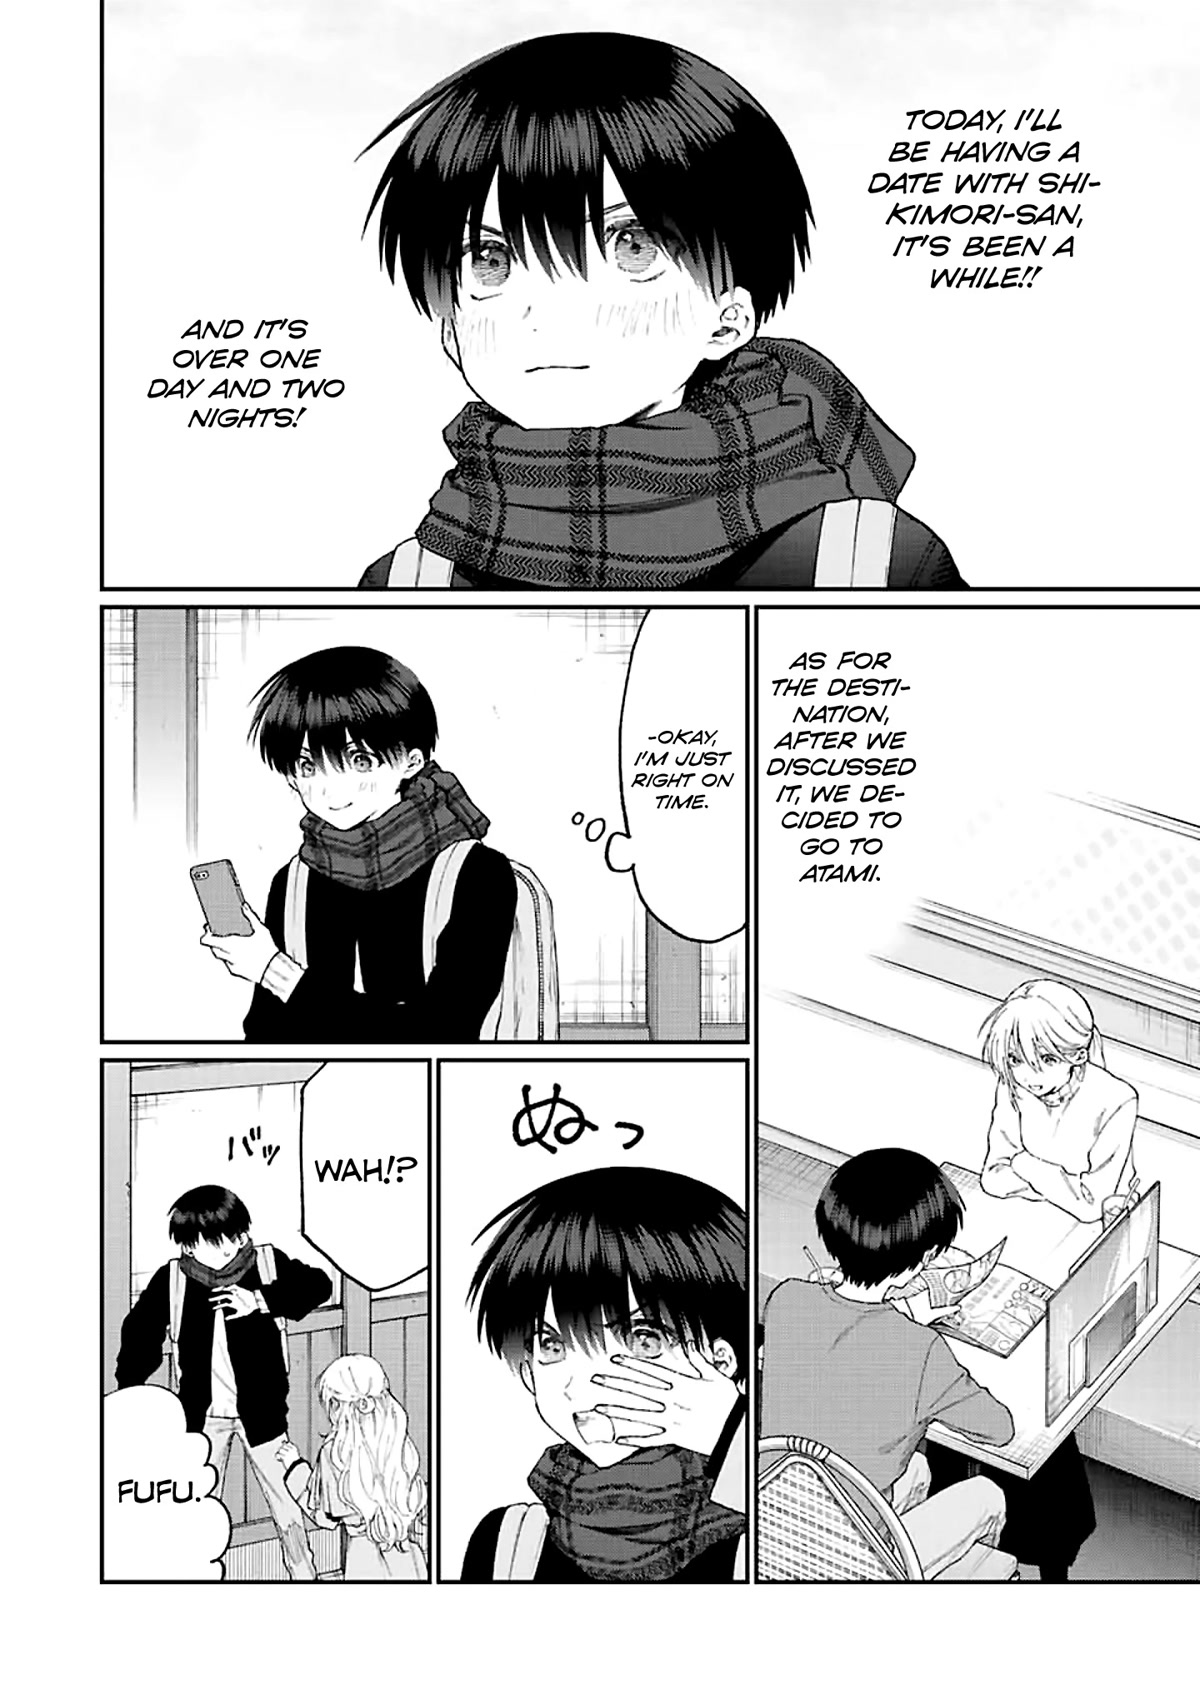 TODAY, I'LL
BE HAVING A
DATE WITH SHI-
KIMORI-SAN,
IT'S BEEN A
WHILE!!
AND IT'S
OVER ONE
DAY AND TWO
NIGHTS!
AS FOR
THE DESTI-
NATION,
AFTER WE
DISCUSSED
IT, WE DE-
CIDED TO
GO TO
ATAMI.
-OKAY,
I'M JUST
RIGHT ON
TIME.
ぬっ
バッ
WAH!?
FUFU.